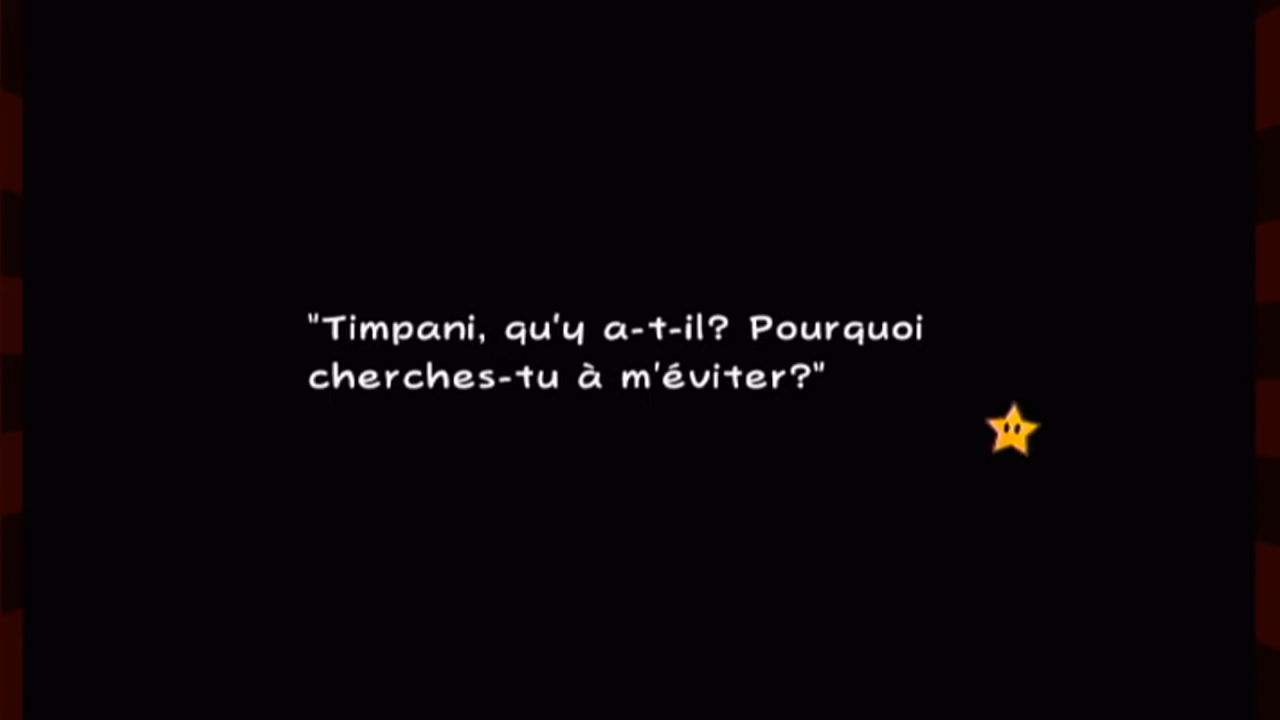 "Timpani, qu'y a-t-il? Pourquoi
cherches-tu à m'éviter?"